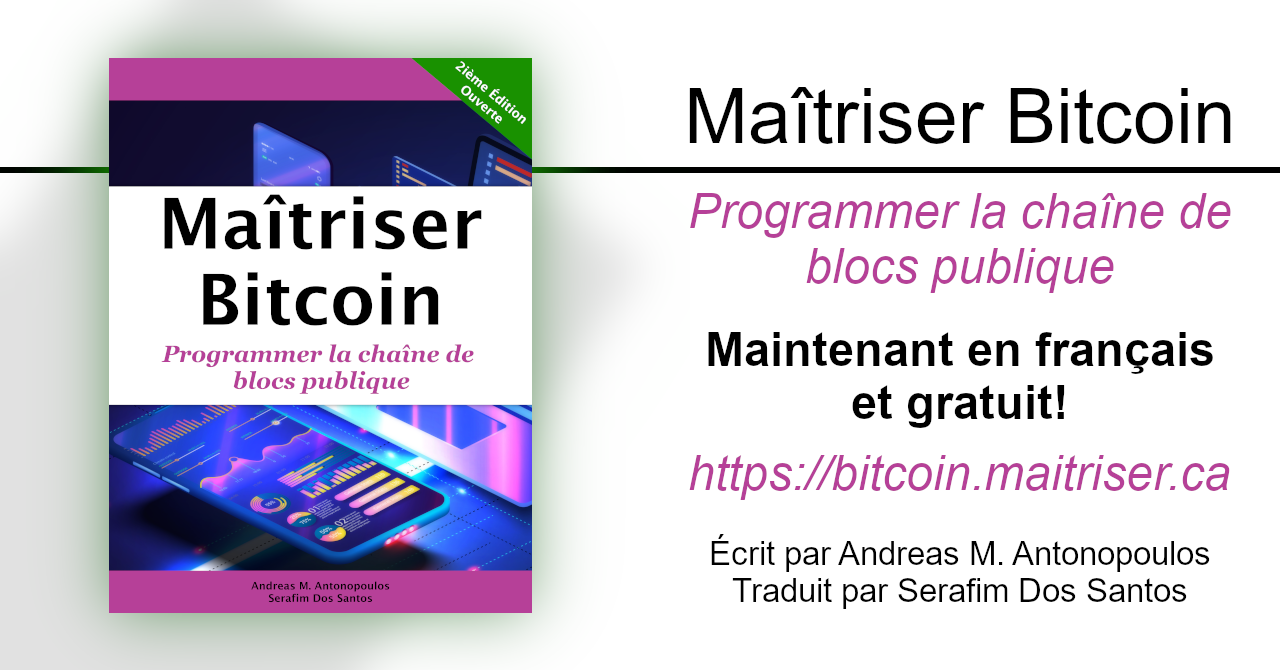 2ième Édition
Ouverte
Maîtriser
Bitcoin
Programmer la chaîne de
blocs publique
01
02
Andreas M. Antonopoulos
Serafim Dos Santos
Maîtriser Bitcoin
Programmer la chaîne de
blocs publique
Maintenant en français
et gratuit!
https://bitcoin.maitriser.ca
Écrit par Andreas M. Antonopoulos
Traduit par Serafim Dos Santos